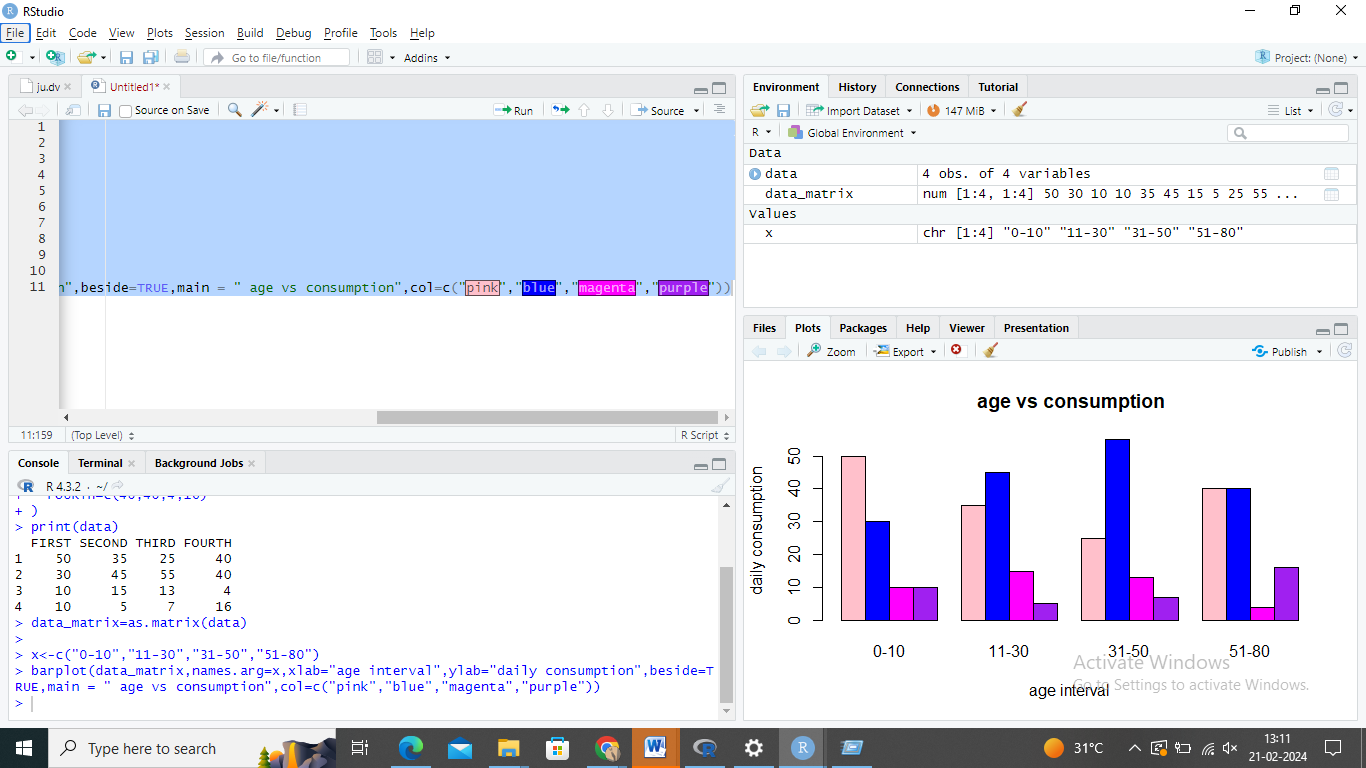 RStudio
File Edit Code View Plots Session Build Debug Profile Tools Help
Go to file/function Addins Project: (None)
ju.dv Untitled1*
Source on Save Run Source
1
2
3
4
5
6
7
8
9
10
11 n",beside=TRUE,main = " age vs consumption",col=c("pink","blue","magenta","purple"))
11:159 (Top Level) R Script
Console Terminal Background Jobs
R 4.3.2 · ~/
+ FOURTH=c(40,40,4,16)
+ )
> print(data)
FIRST SECOND THIRD FOURTH
1 50 35 25 40
2 30 45 55 40
3 10 15 13 4
4 10 5 7 16
> data_matrix=as.matrix(data)
>
> x<-c("0-10","11-30","31-50","51-80")
> barplot(data_matrix,names.arg=x,xlab="age interval",ylab="daily consumption",beside=T
RUE,main = " age vs consumption",col=c("pink","blue","magenta","purple"))
>
Environment History Connections Tutorial
Import Dataset 147 MiB List
R Global Environment
Data
data 4 obs. of 4 variables
data_matrix num [1:4, 1:4] 50 30 10 10 35 45 15 5 25 55 ...
Values
x chr [1:4] "0-10" "11-30" "31-50" "51-80"
Files Plots Packages Help Viewer Presentation
Zoom Export Publish
age vs consumption
daily consumption
50
40
30
20
10
0
0-10 11-30 31-50 51-80
age interval
Activate Windows
Go to Settings to activate Windows.
Type here to search
31°C
13:11
21-02-2024